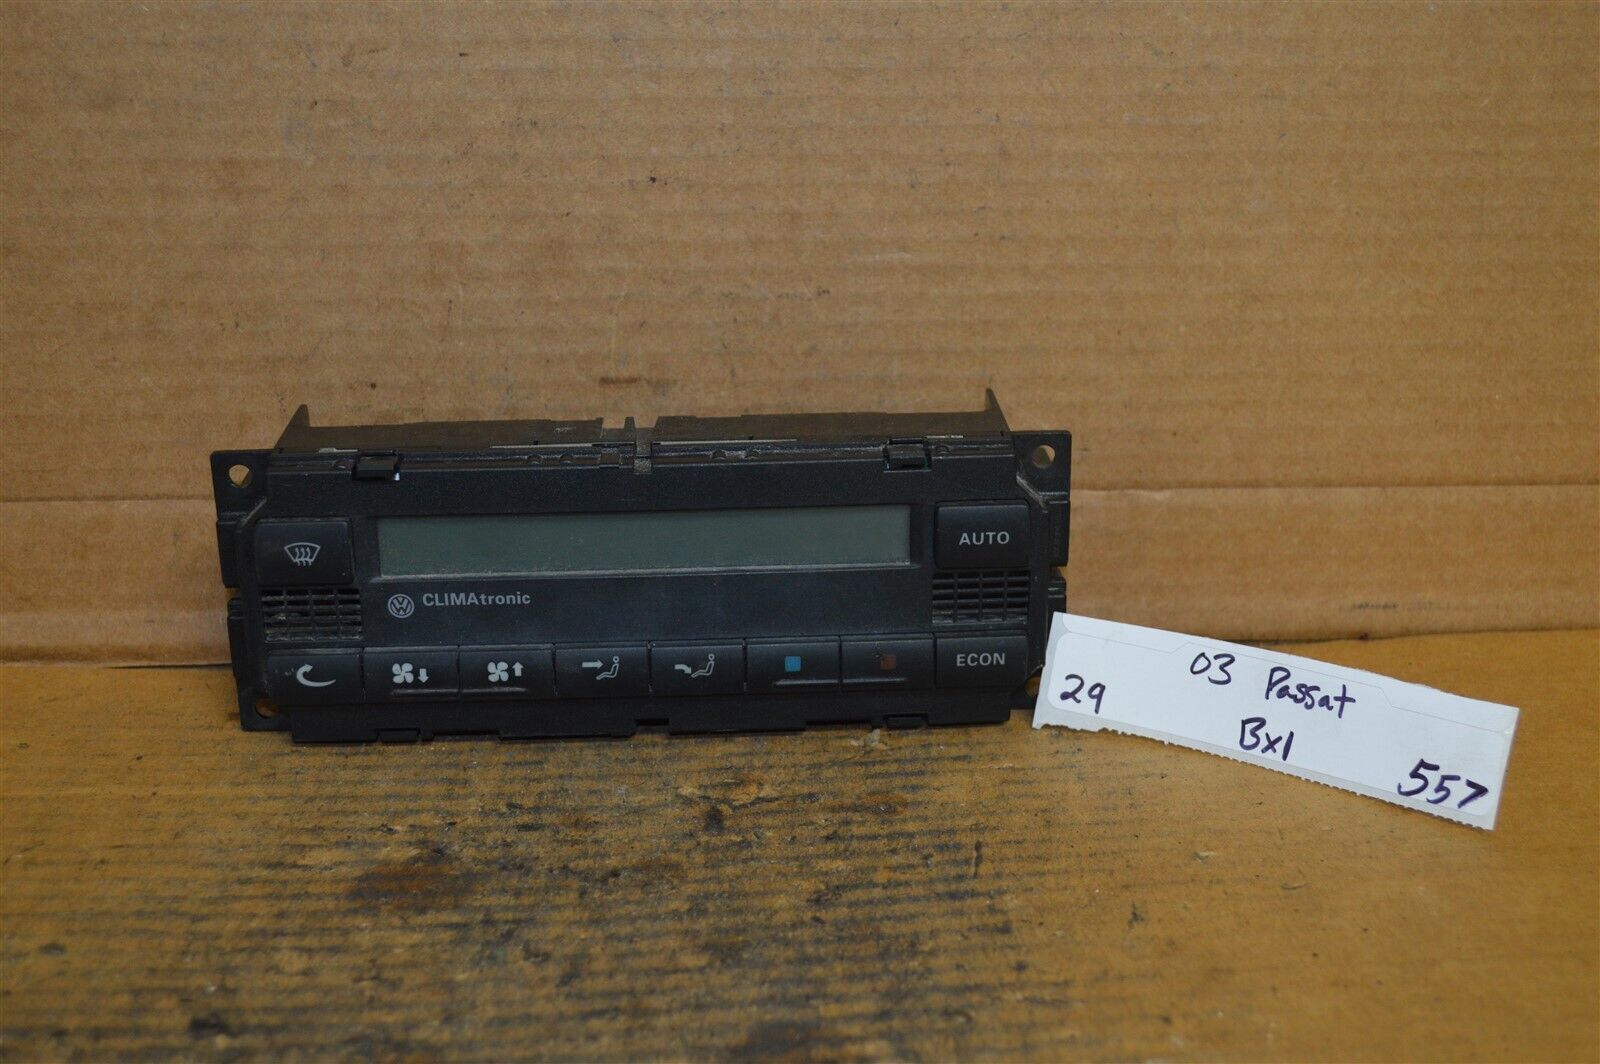 AUTO
CLIMAtronic
ECON
03 Passat
29
Bx1
557